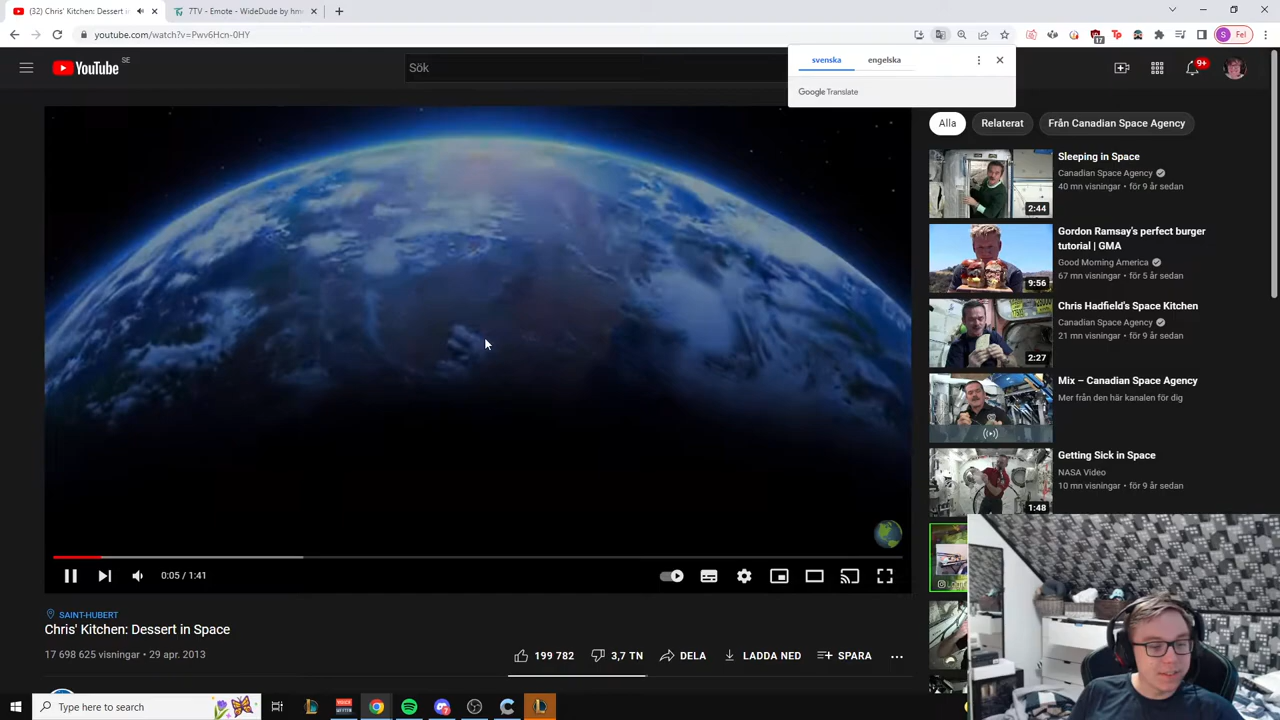 (32) Chris' Kitchen: Dessert in
7TV - Emote - WideDude by hm
youtube.com/watch?v=Pwv6Hcn-0HY
17
Fel
svenska
engelska
Google Translate
YouTube SE
Sök
9+
Alla
Relaterat
Från Canadian Space Agency
Sleeping in Space
Canadian Space Agency
40 mn visningar • för 9 år sedan
2:44
Gordon Ramsay's perfect burger
tutorial | GMA
Good Morning America
67 mn visningar • för 5 år sedan
9:56
Chris Hadfield's Space Kitchen
Canadian Space Agency
21 mn visningar • för 9 år sedan
2:27
Mix – Canadian Space Agency
Mer från den här kanalen för dig
Getting Sick in Space
NASA Video
10 mn visningar • för 9 år sedan
1:48
0:05 / 1:41
SAINT-HUBERT
Chris' Kitchen: Dessert in Space
17 698 625 visningar • 29 apr. 2013
199 782
3,7 TN
DELA
LADDA NED
SPARA
Type here to search